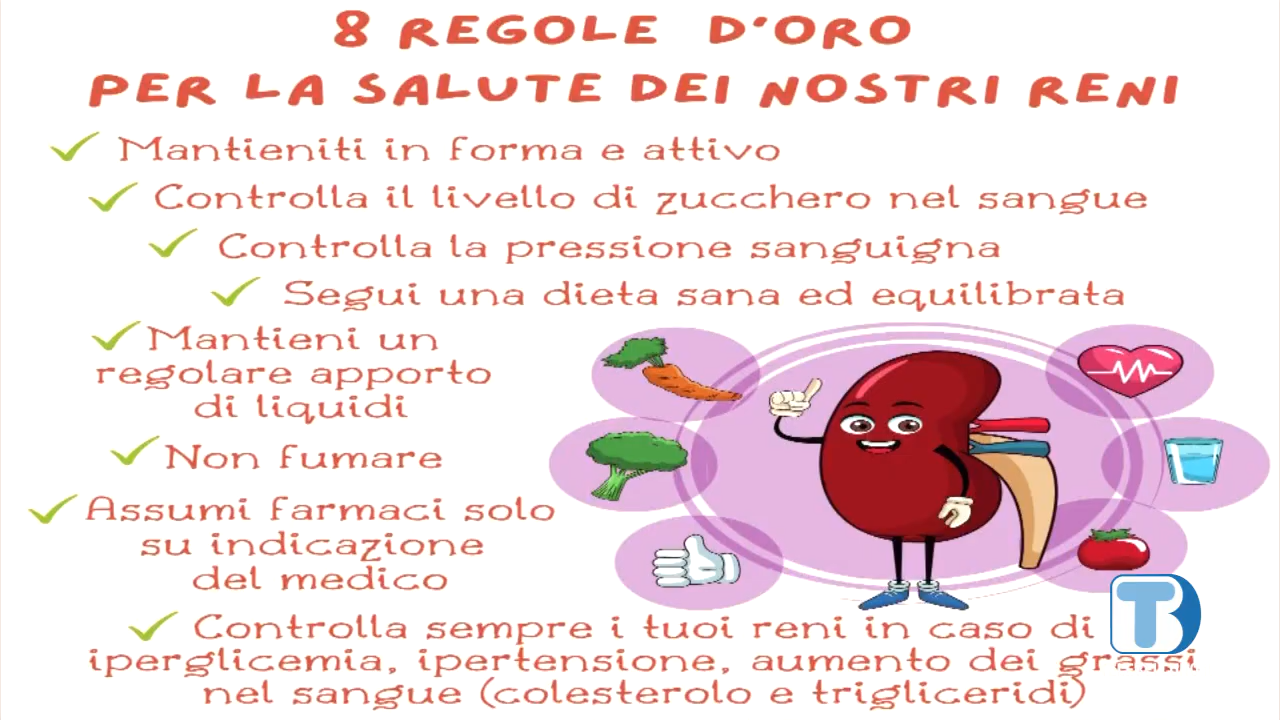 8 REGOLE D'ORO
PER LA SALUTE DEI NOSTRI RENI
Mantieniti in forma e attivo
Controlla il livello di zucchero nel sangue
Controlla la pressione sanguigna
Segui una dieta sana ed equilibrata
Mantieni un
regolare apporto
di liquidi
Non fumare
Assumi farmaci solo
su indicazione
del medico
Controlla sempre i tuoi reni in caso di
iperglicemia, ipertensione, aumento dei grassi
nel sangue (colesterolo e trigliceridi)
TB